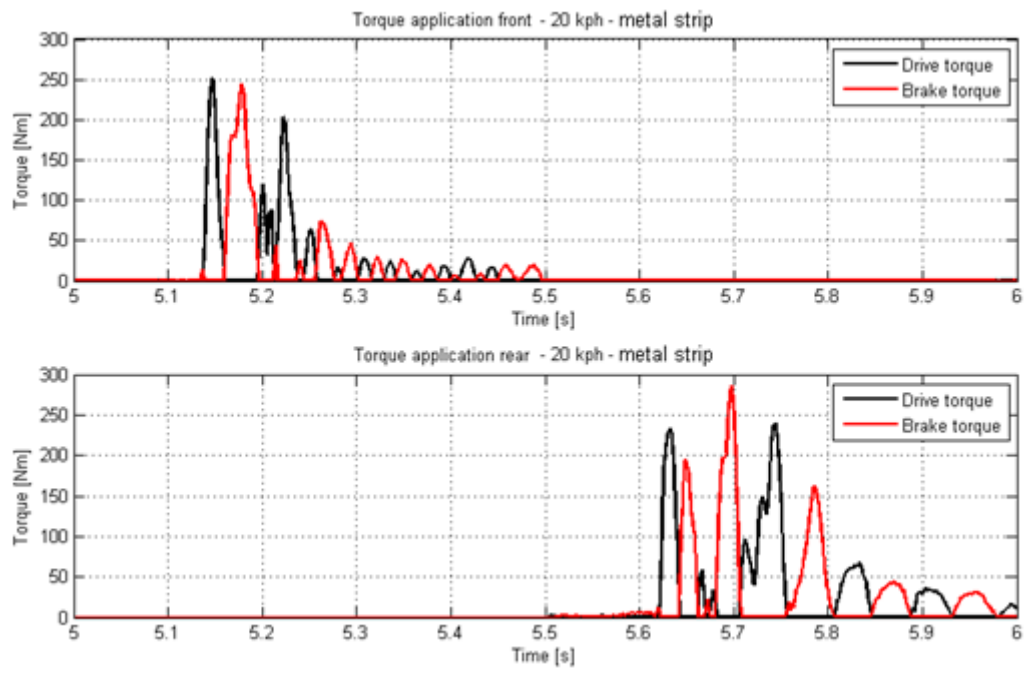 Torque application front - 20 kph - metal strip
300
250
200
150
100
50
0
Torque [Nm]
Drive torque
Brake torque
5 5.1 5.2 5.3 5.4 5.5 5.6 5.7 5.8 5.9 6
Time [s]
Torque application rear - 20 kph - metal strip
300
250
200
150
100
50
0
Torque [Nm]
Drive torque
Brake torque
5 5.1 5.2 5.3 5.4 5.5 5.6 5.7 5.8 5.9 6
Time [s]